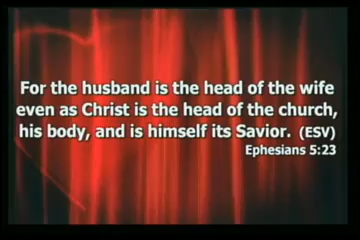 For the husband is the head of the wife
even as Christ is the head of the church,
his body, and is himself its Savior. (ESV)
Ephesians 5:23